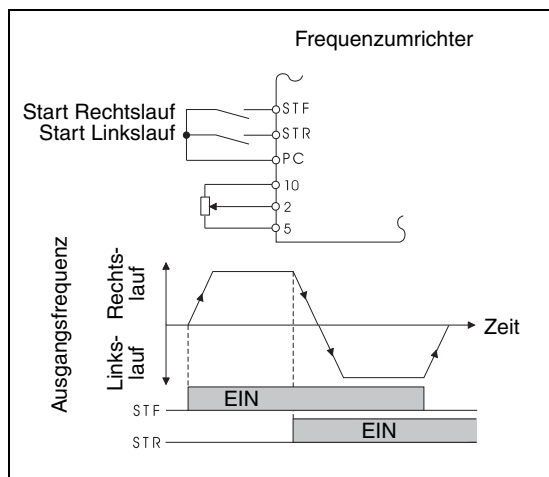 Frequenzumrichter
Start Rechtslauf
Start Linkslauf
STF
STR
PC
10
2
5
Ausgangsfrequenz
Rechts-
lauf
Links-
lauf
Zeit
STF
EIN
STR
EIN